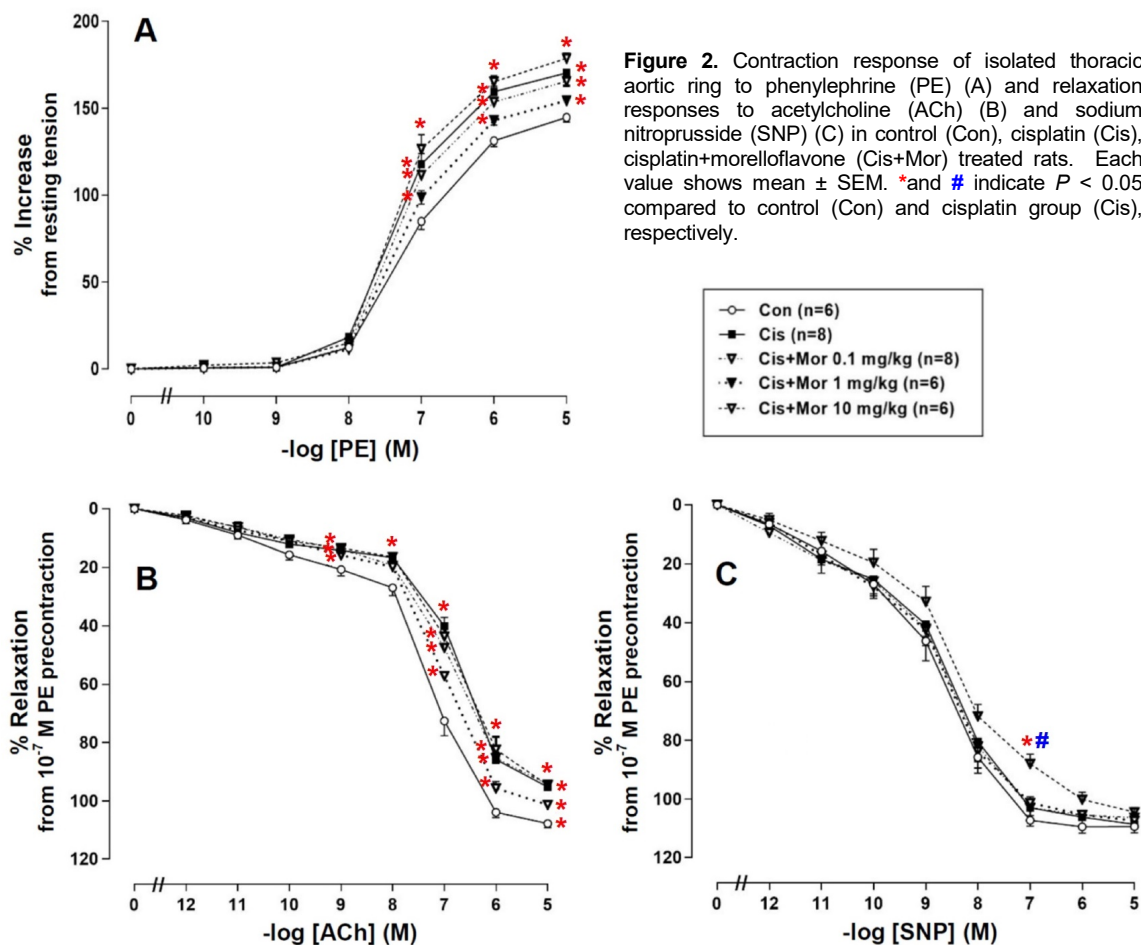 A
200
150
100
50
0
% Increase
from resting tension
0
10
9
8
7
6
5
-log [PE] (M)
Figure 2. Contraction response of isolated thoracic
aortic ring to phenylephrine (PE) (A) and relaxation
responses to acetylcholine (ACh) (B) and sodium
nitroprusside (SNP) (C) in control (Con), cisplatin (Cis),
cisplatin+morelloflavone (Cis+Mor) treated rats. Each
value shows mean ± SEM. *and # indicate P < 0.05
compared to control (Con) and cisplatin group (Cis),
respectively.
Con (n=6)
Cis (n=8)
Cis+Mor 0.1 mg/kg (n=8)
Cis+Mor 1 mg/kg (n=6)
Cis+Mor 10 mg/kg (n=6)
B
0
20
40
60
80
100
120
% Relaxation
from 10⁻⁷ M PE precontraction
0
12
11
10
9
8
7
6
5
-log [ACh] (M)
C
0
20
40
60
80
100
120
% Relaxation
from 10⁻⁷ M PE precontraction
*#
0
12
11
10
9
8
7
6
5
-log [SNP] (M)